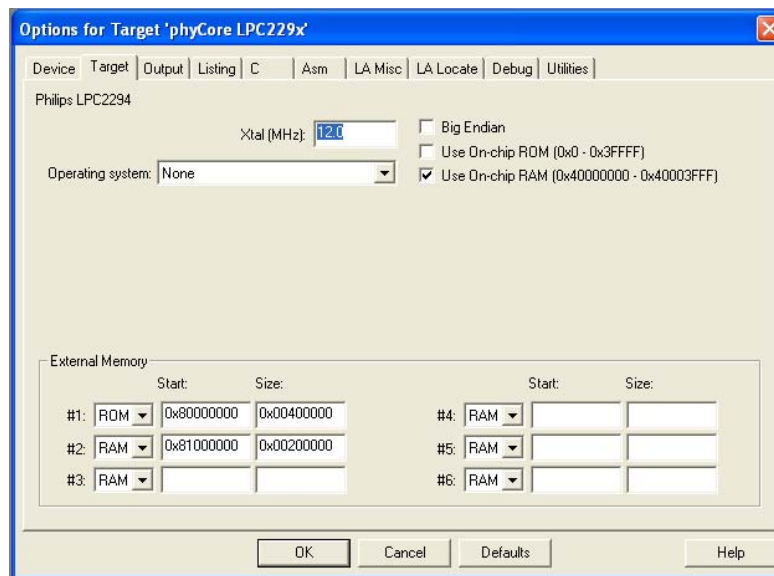 Options for Target 'phyCore LPC229x'
Device Target Output Listing C Asm LA Misc LA Locate Debug Utilities
Philips LPC2294
Xtal (MHz): 12.0
Big Endian
Use On-chip ROM (0x0 - 0x3FFFF)
Operating system: None
Use On-chip RAM (0x40000000 - 0x40003FFF)
External Memory
Start: Size: Start: Size:
#1: ROM 0x80000000 0x00400000 #4: RAM
#2: RAM 0x81000000 0x00200000 #5: RAM
#3: RAM #6: RAM
OK Cancel Defaults Help